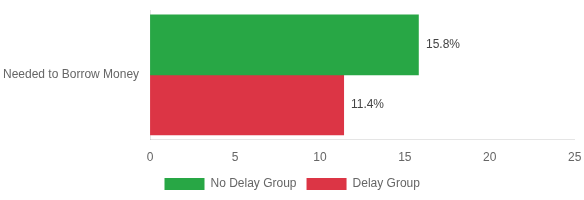 15.8%
Needed to Borrow Money
11.4%
0 5 10 15 20 25
No Delay Group Delay Group